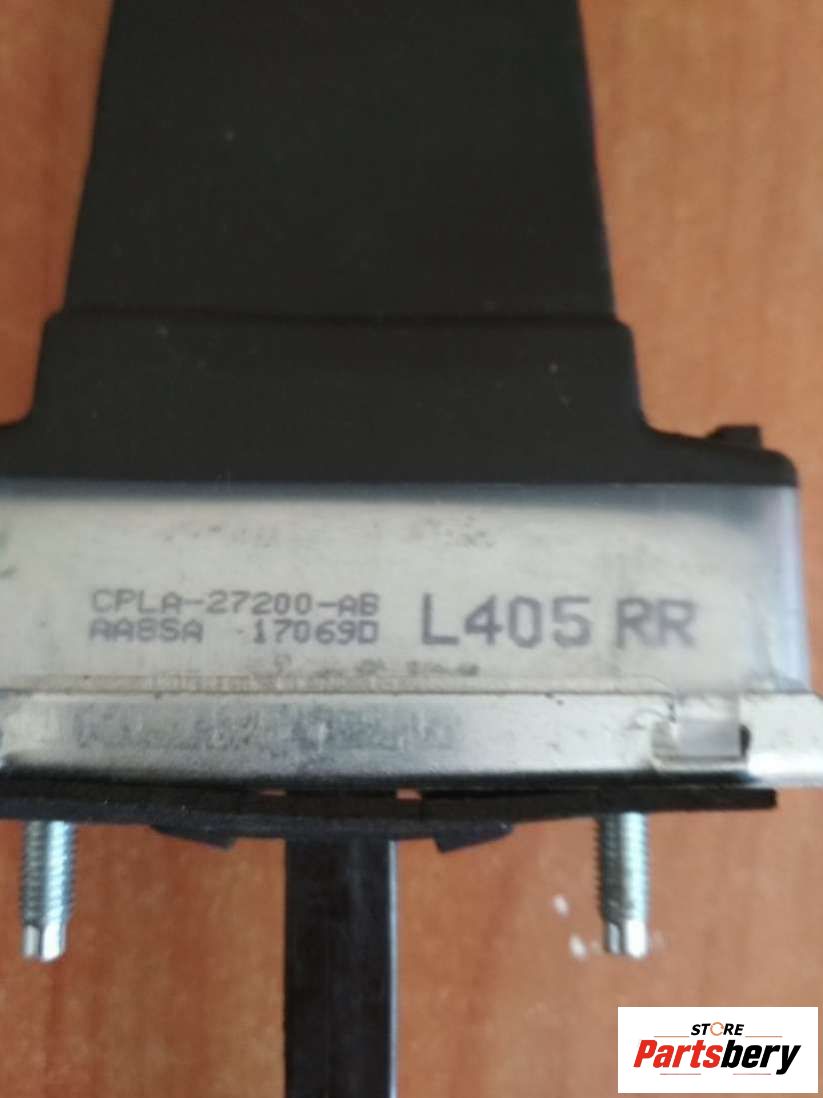 CPLA-27200-AB
AA8SA 17069D L405 RR
STORE
Partsbery